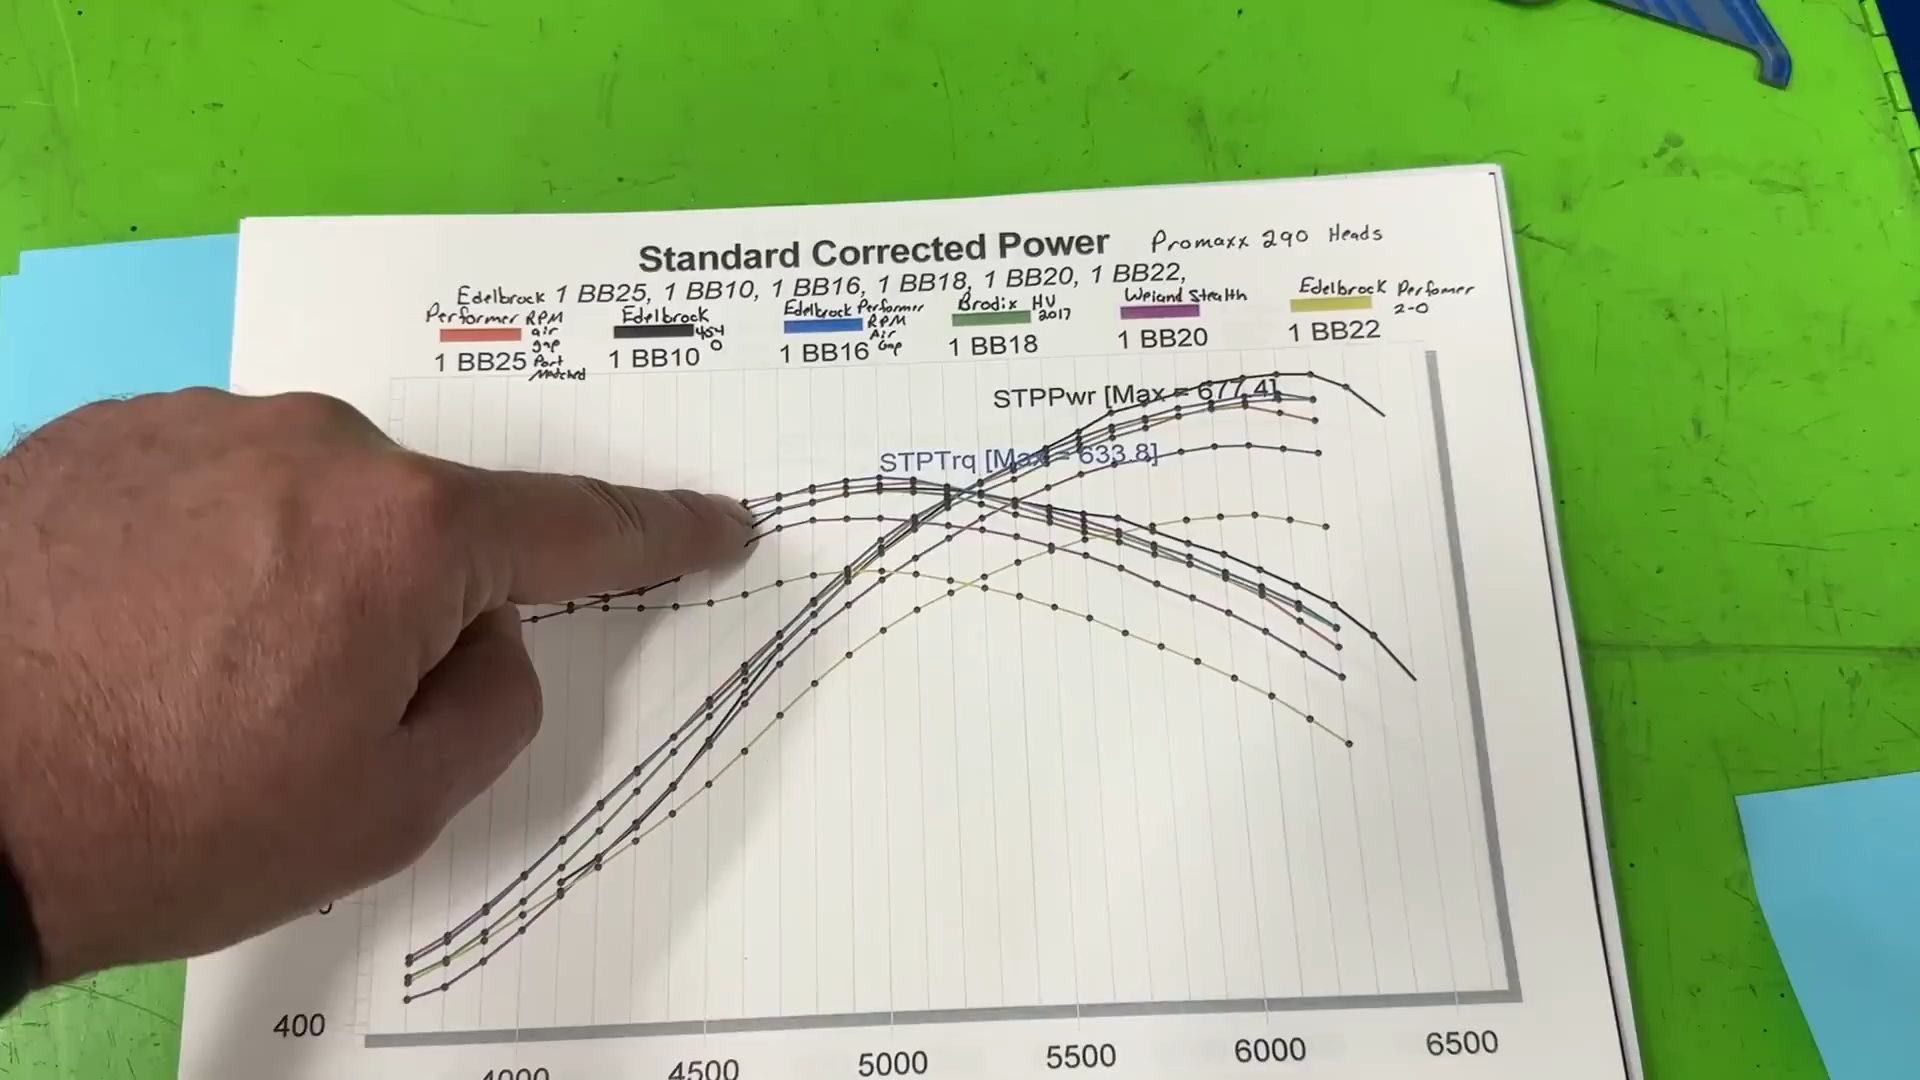 Standard Corrected Power Promaxx 290 Heads
Edelbrock 1 BB25, 1 BB10, 1 BB16, 1 BB18, 1 BB20, 1 BB22,
Performer RPM
air
gap
Port
Matched
1 BB25
Edelbrock
454
O
1 BB10
Edelbrock Performer
RPM
Air
Gap
1 BB16
Brodix HV
2017
1 BB18
Weiand Stealth
1 BB20
Edelbrock Perfomer
2-O
1 BB22
STPPwr [Max = 677.4]
STPTrq [Max = 633.8]
400
4000 4500 5000 5500 6000 6500